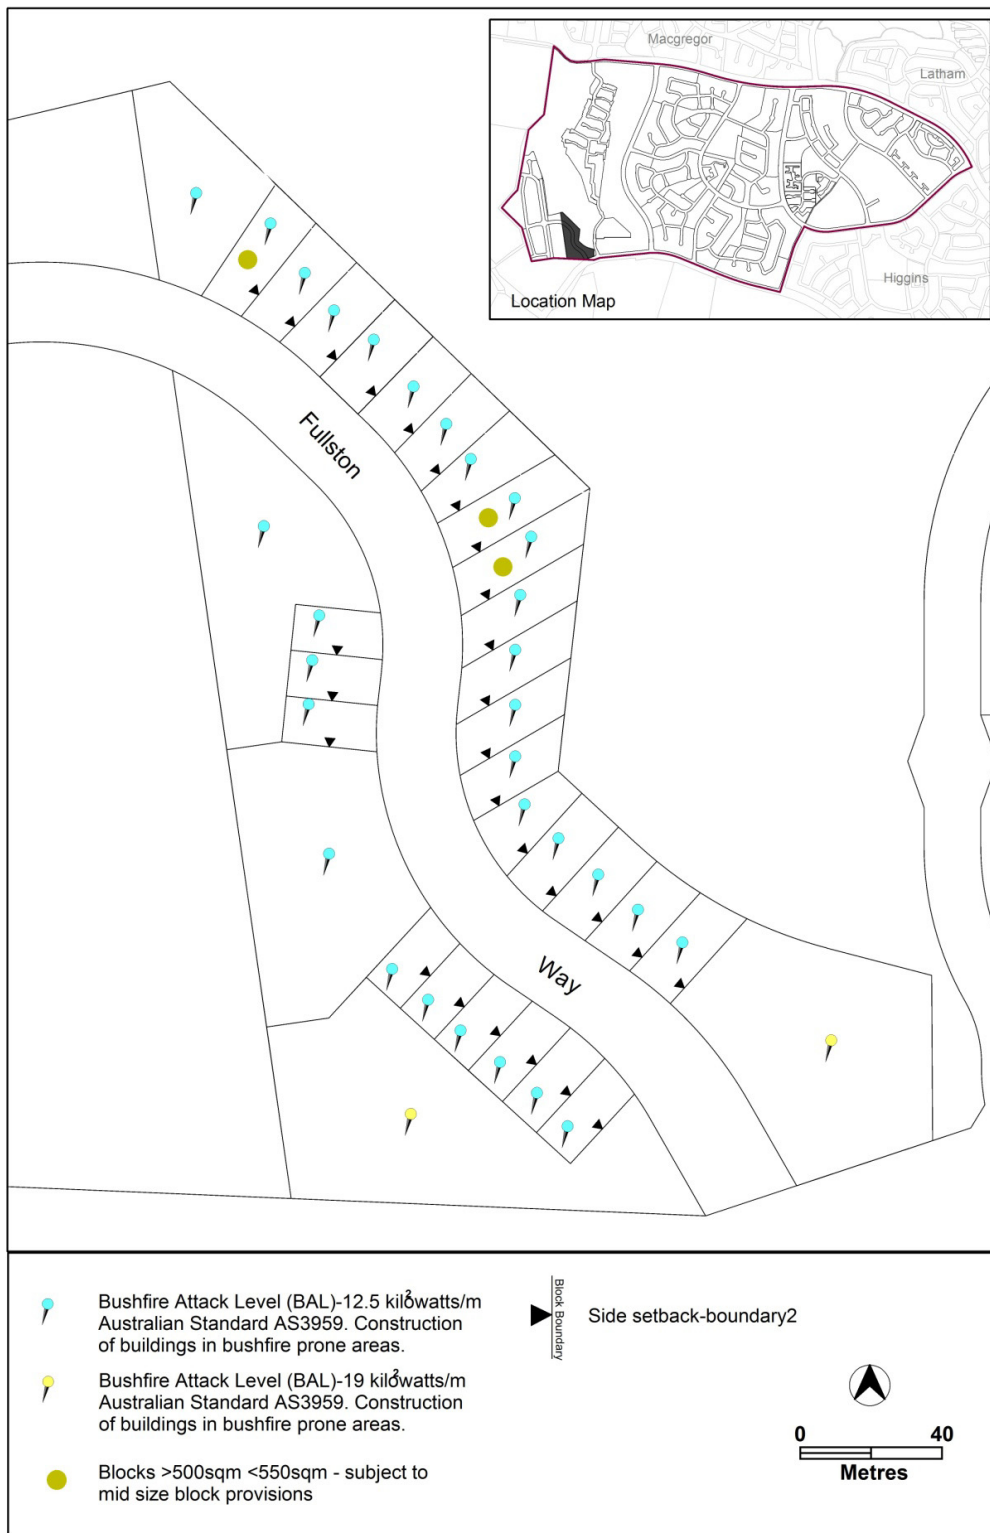 Macgregor
Latham
Higgins
Location Map
Fullston
Way
Bushfire Attack Level (BAL)-12.5 kilowatts/m²
Australian Standard AS3959. Construction
of buildings in bushfire prone areas.
Bushfire Attack Level (BAL)-19 kilowatts/m²
Australian Standard AS3959. Construction
of buildings in bushfire prone areas.
Blocks >500sqm <550sqm - subject to
mid size block provisions
Block Boundary
Side setback-boundary2
0 40
Metres